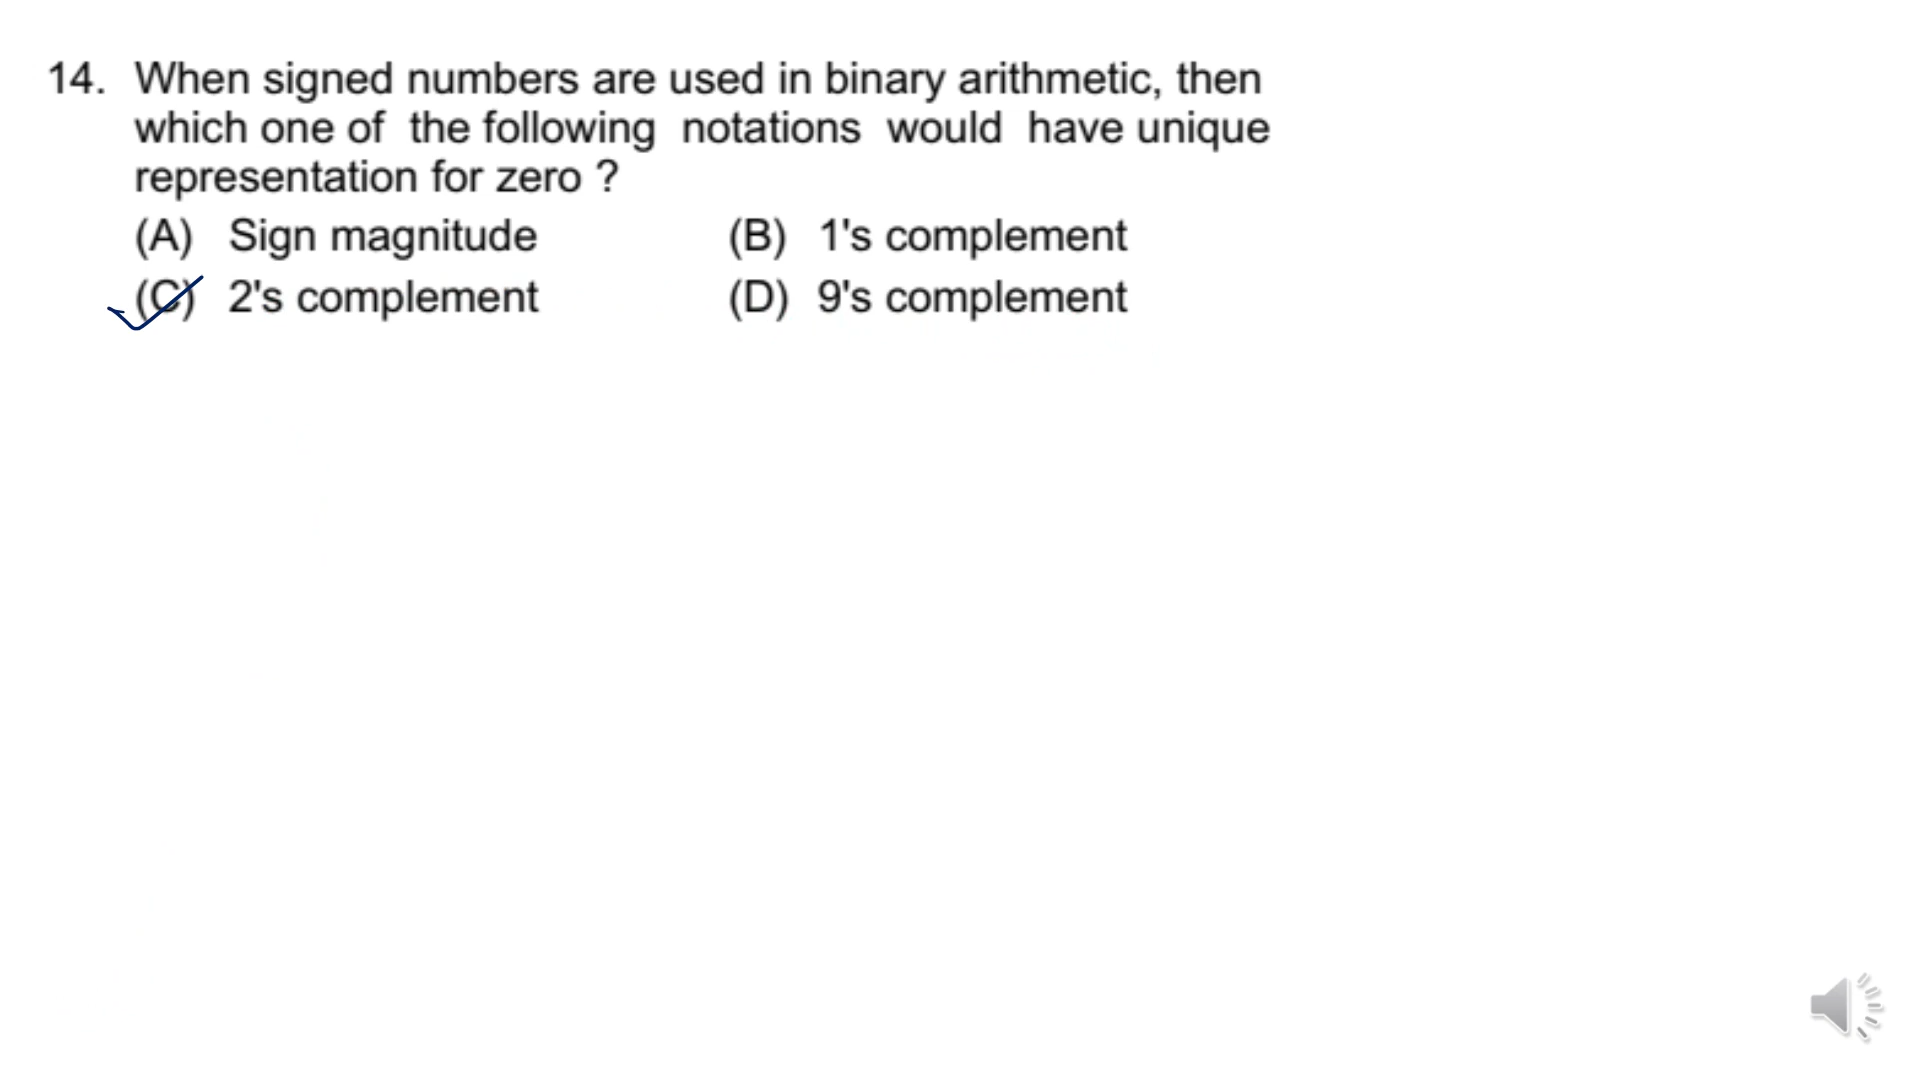 14. When signed numbers are used in binary arithmetic, then
which one of the following notations would have unique
representation for zero ?
(A) Sign magnitude (B) 1's complement
(C) 2's complement (D) 9's complement